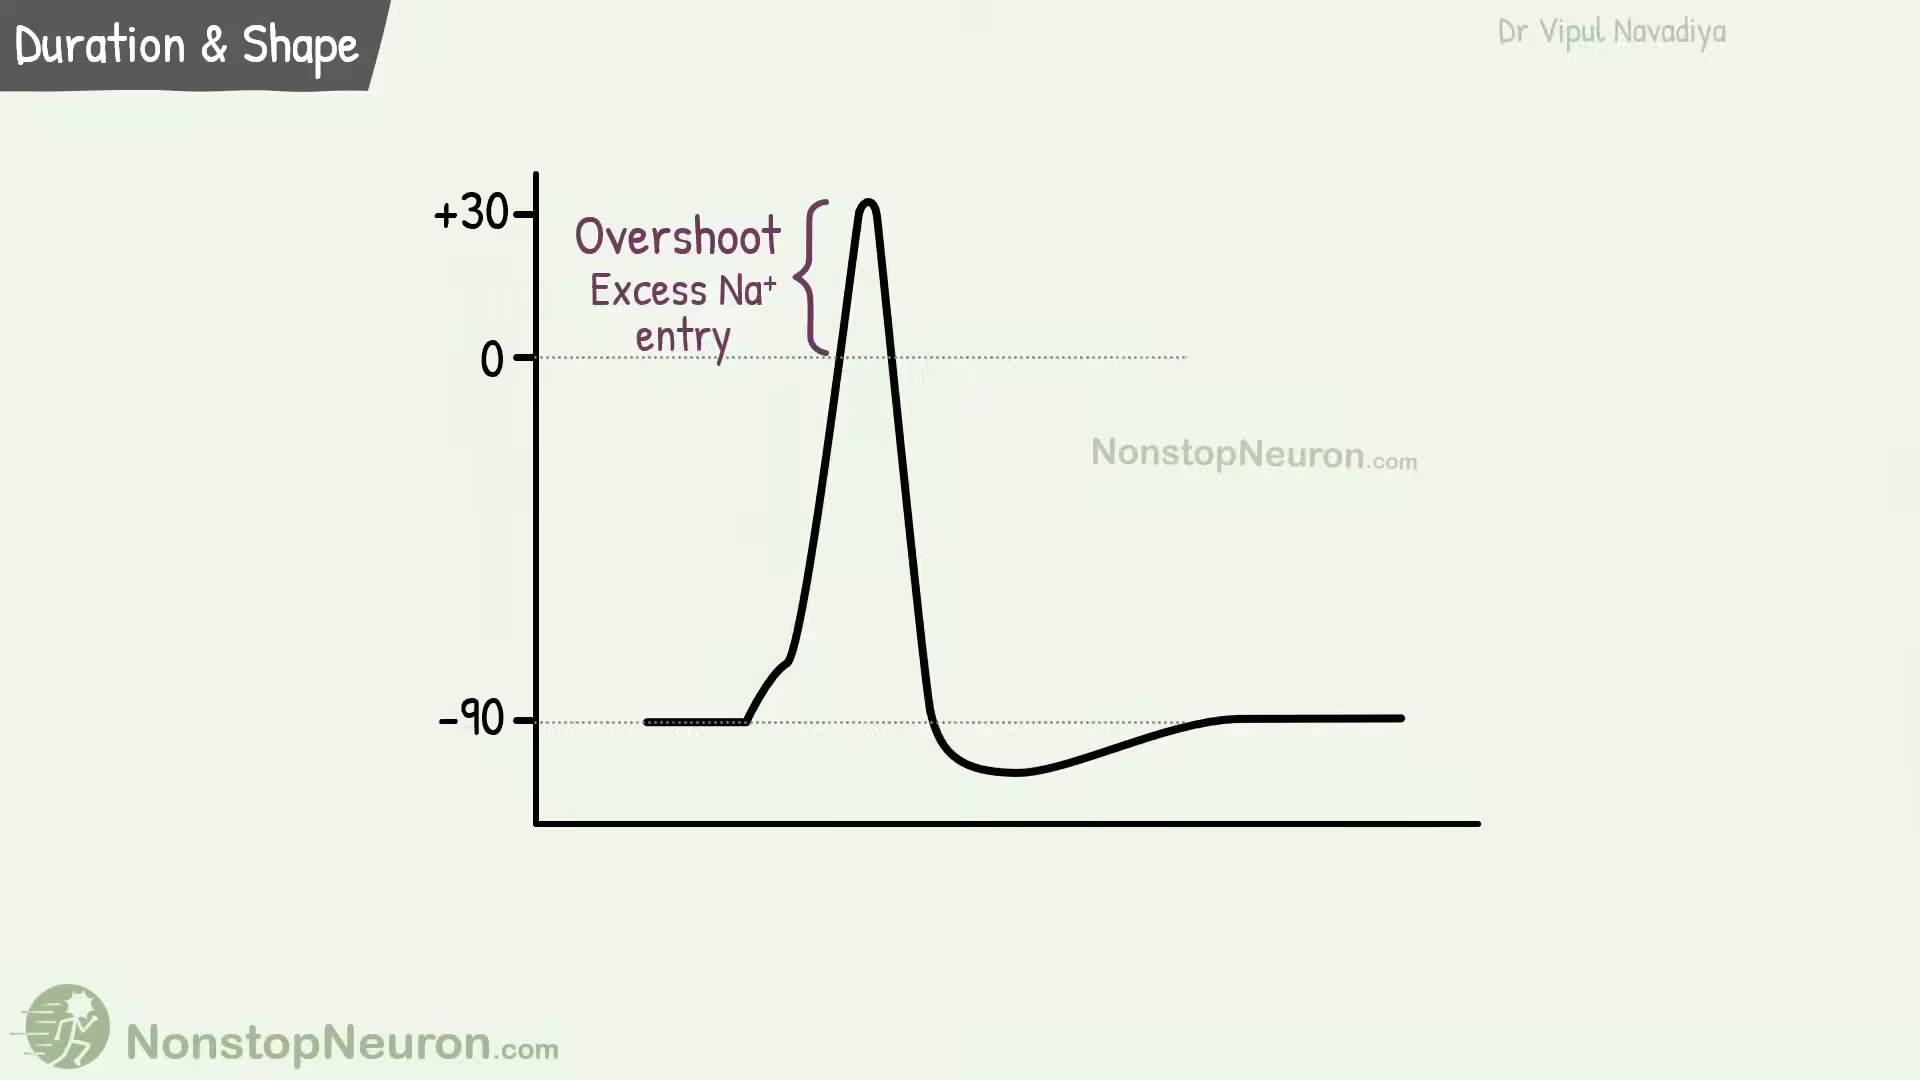 Duration & Shape
Dr Vipul Navadiya
+30
Overshoot
Excess Na⁺
entry
0
NonstopNeuron.com
-90
NonstopNeuron.com